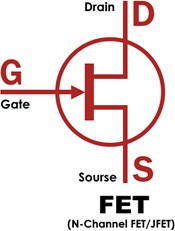 Drain D
G
Gate
Sourse S
FET
(N-Channel FET/JFET)